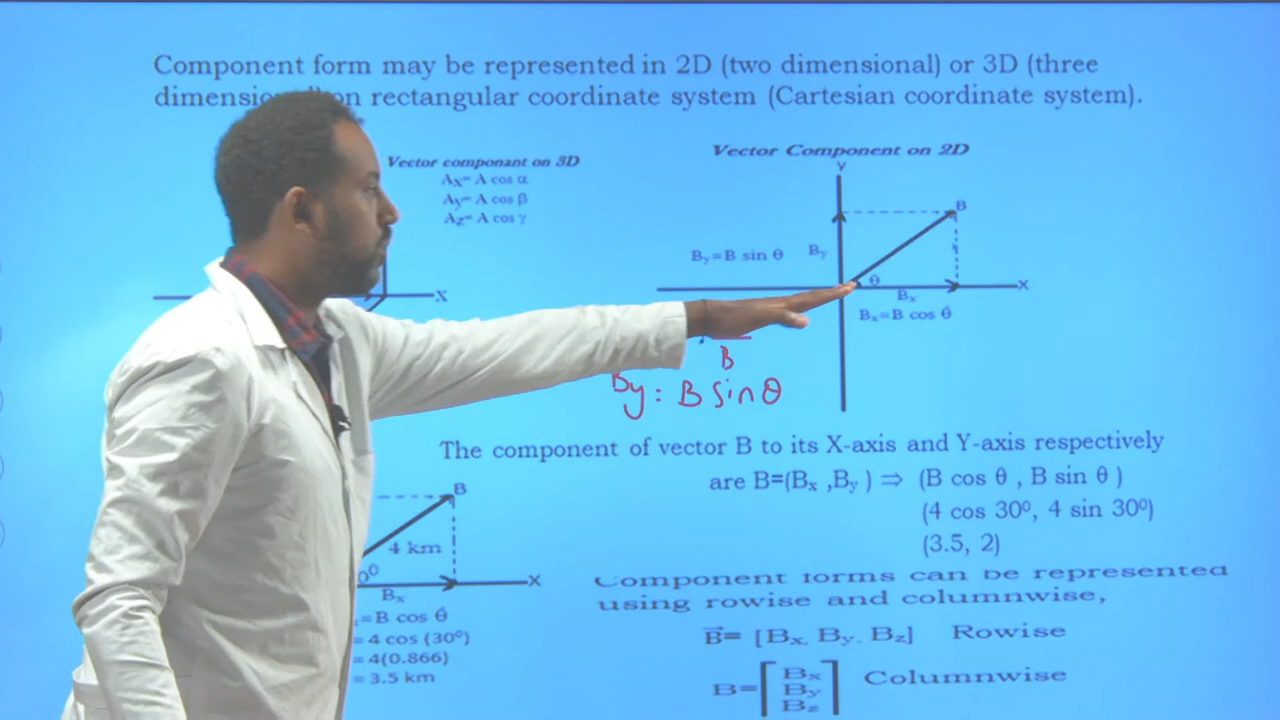 Component form may be represented in 2D (two dimensional) or 3D (three
on rectangular coordinate system (Cartesian coordinate system).
Vector componant on 3D
Ax= A cos α
Ay= A cos β
Az= A cos γ
X
Vector Component on 2D
y
B
By=B sin θ
By
θ
X
Bx
Bx=B cos θ
B
By = B sin θ
The component of vector B to its X-axis and Y-axis respectively
are B=(Bx ,By ) ⇒ (B cos θ , B sin θ )
(4 cos 30⁰, 4 sin 30⁰)
(3.5, 2)
B
4 km
X
Bx
=B cos θ
= 4 cos (30⁰)
= 4(0.866)
= 3.5 km
Component forms can be represented
using rowise and columnwise,
B⃗= [Bx, By, Bz] Rowise
B= [Bx
By
Bz] Columnwise